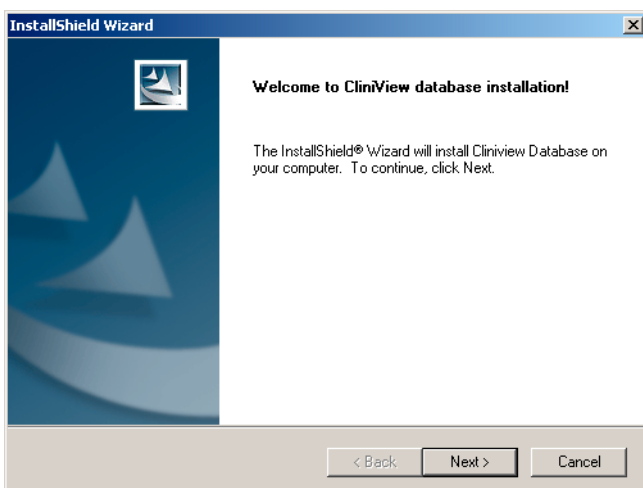 InstallShield Wizard
Welcome to CliniView database installation!
The InstallShield® Wizard will install Cliniview Database on
your computer. To continue, click Next.
< Back
Next >
Cancel